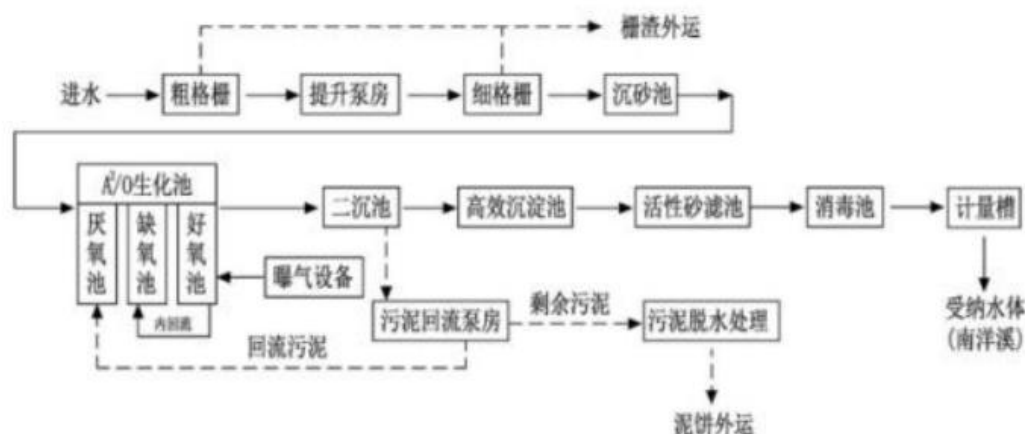 栅渣外运
进水
粗格栅
提升泵房
细格栅
沉砂池
A²/O生化池
厌氧池
缺氧池
好氧池
内回流
曝气设备
二沉池
高效沉淀池
活性砂滤池
消毒池
计量槽
受纳水体
(南洋溪)
污泥回流泵房
剩余污泥
污泥脱水处理
回流污泥
泥饼外运